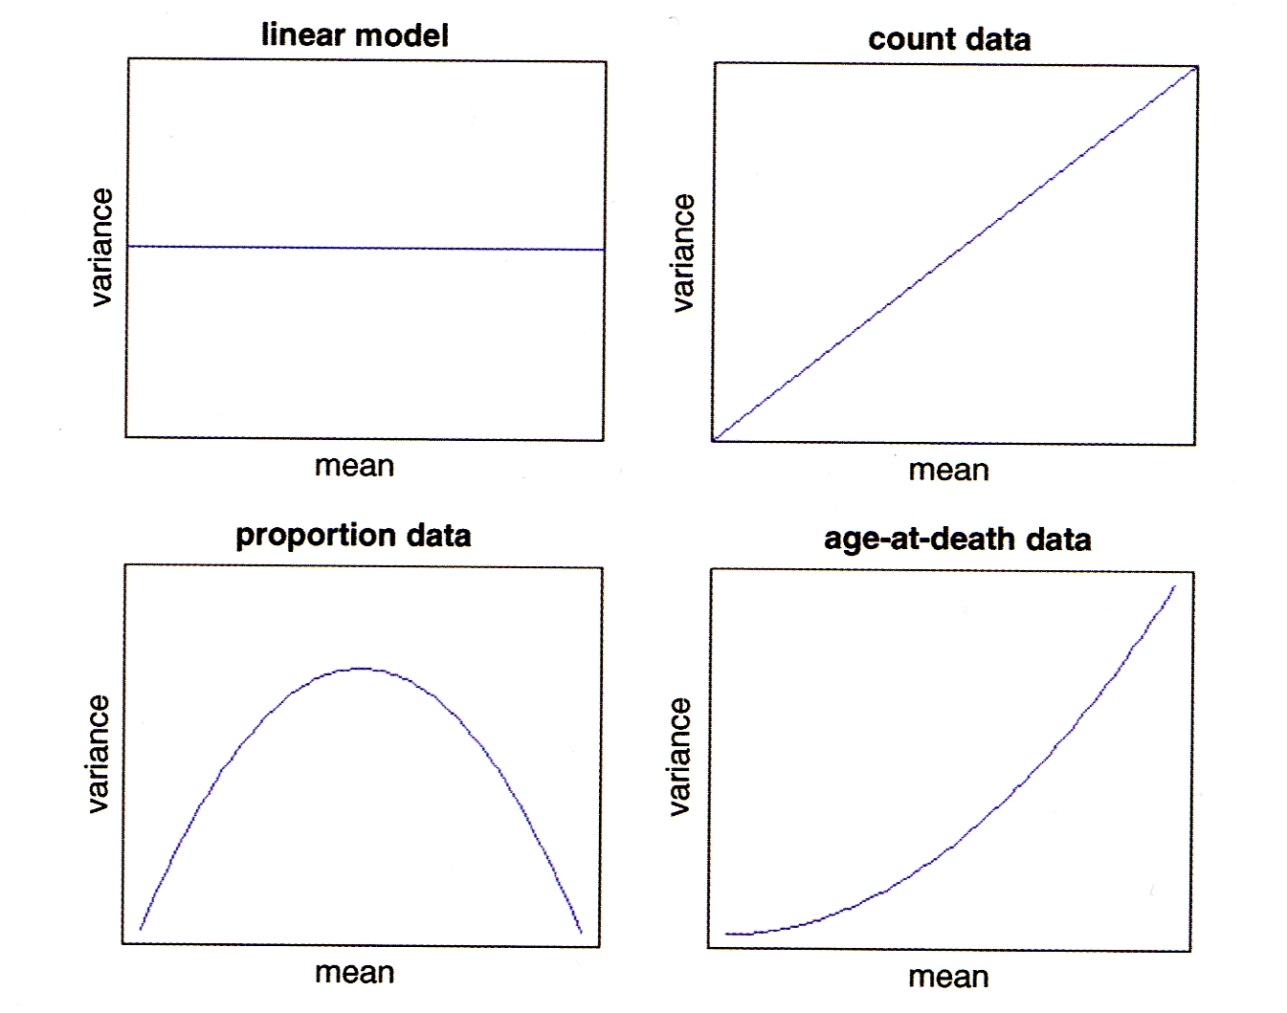 linear model
variance
mean
count data
variance
mean
proportion data
variance
mean
age-at-death data
variance
mean